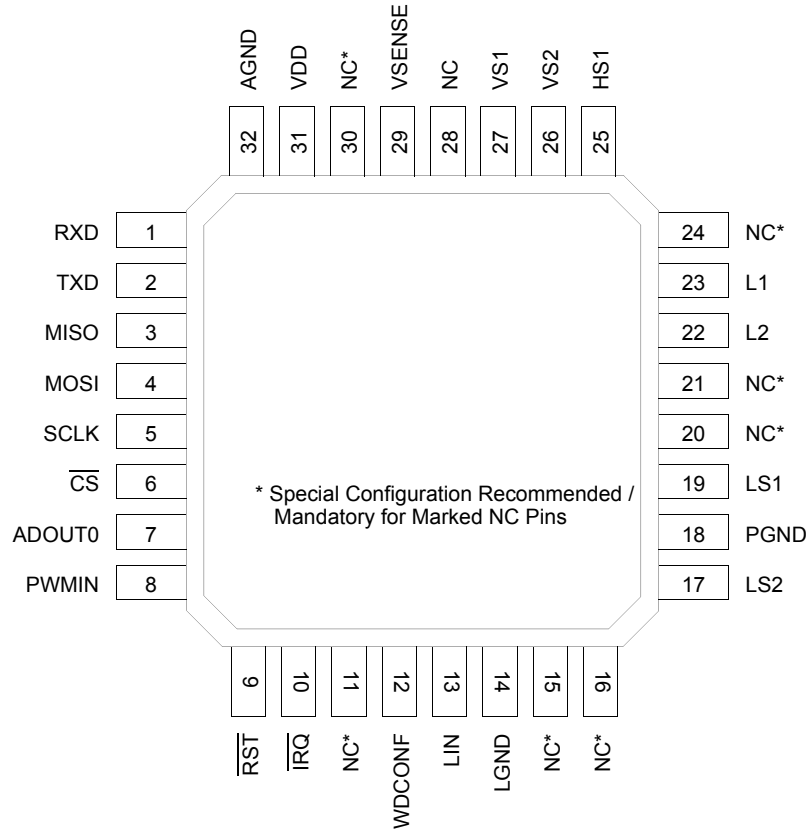 AGND
VDD
NC*
VSENSE
NC
VS1
VS2
HS1
32
31
30
29
28
27
26
25
RXD 1
TXD 2
MISO 3
MOSI 4
SCLK 5
C̅S̅ 6
ADOUT0 7
PWMIN 8
24 NC*
23 L1
22 L2
21 NC*
20 NC*
19 LS1
18 PGND
17 LS2
* Special Configuration Recommended /
Mandatory for Marked NC Pins
9
10
11
12
13
14
15
16
R̅S̅T̅
I̅R̅Q̅
NC*
WDCONF
LIN
LGND
NC*
NC*